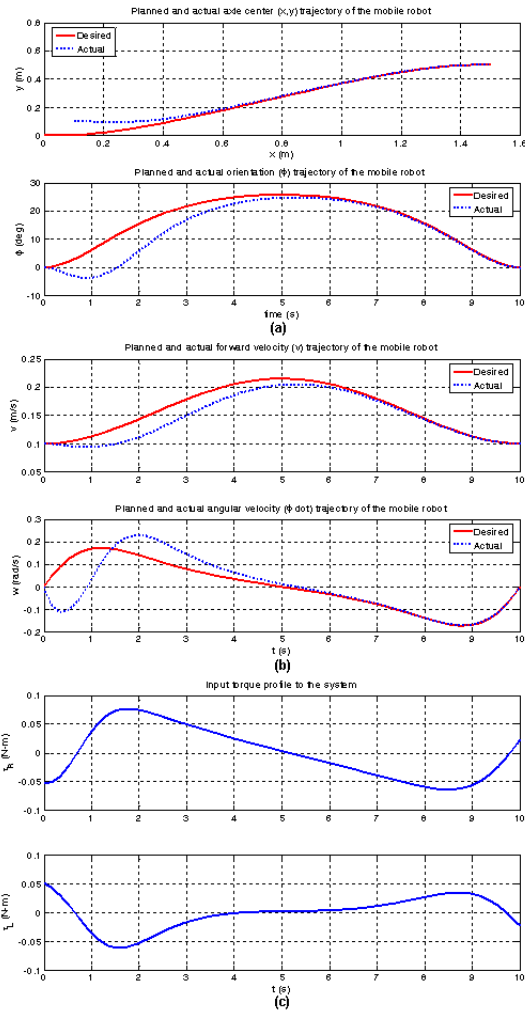 Planned and actual axle center (x,y) trajectory of the mobile robot
0.8
0.6
0.4
0.2
0
y (m)
Desired
Actual
0 0.2 0.4 0.6 0.8 1 1.2 1.4 1.6
x (m)
Planned and actual orientation (Φ) trajectory of the mobile robot
30
20
10
0
-10
Φ (deg)
Desired
Actual
0 1 2 3 4 5 6 7 8 9 10
time (s)
(a)
Planned and actual forward velocity (v) trajectory of the mobile robot
0.25
0.2
0.15
0.1
0.05
v (m/s)
Desired
Actual
0 1 2 3 4 5 6 7 8 9 10
Planned and actual angular velocity (Φ dot) trajectory of the mobile robot
0.3
0.2
0.1
0
-0.1
-0.2
w (rad/s)
Desired
Actual
0 1 2 3 4 5 6 7 8 9 10
t (s)
(b)
Input torque profile to the system
0.1
0.05
0
-0.05
-0.1
τR (N-m)
0 1 2 3 4 5 6 7 8 9 10
0.1
0.05
0
-0.05
-0.1
τL (N-m)
0 1 2 3 4 5 6 7 8 9 10
t (s)
(c)